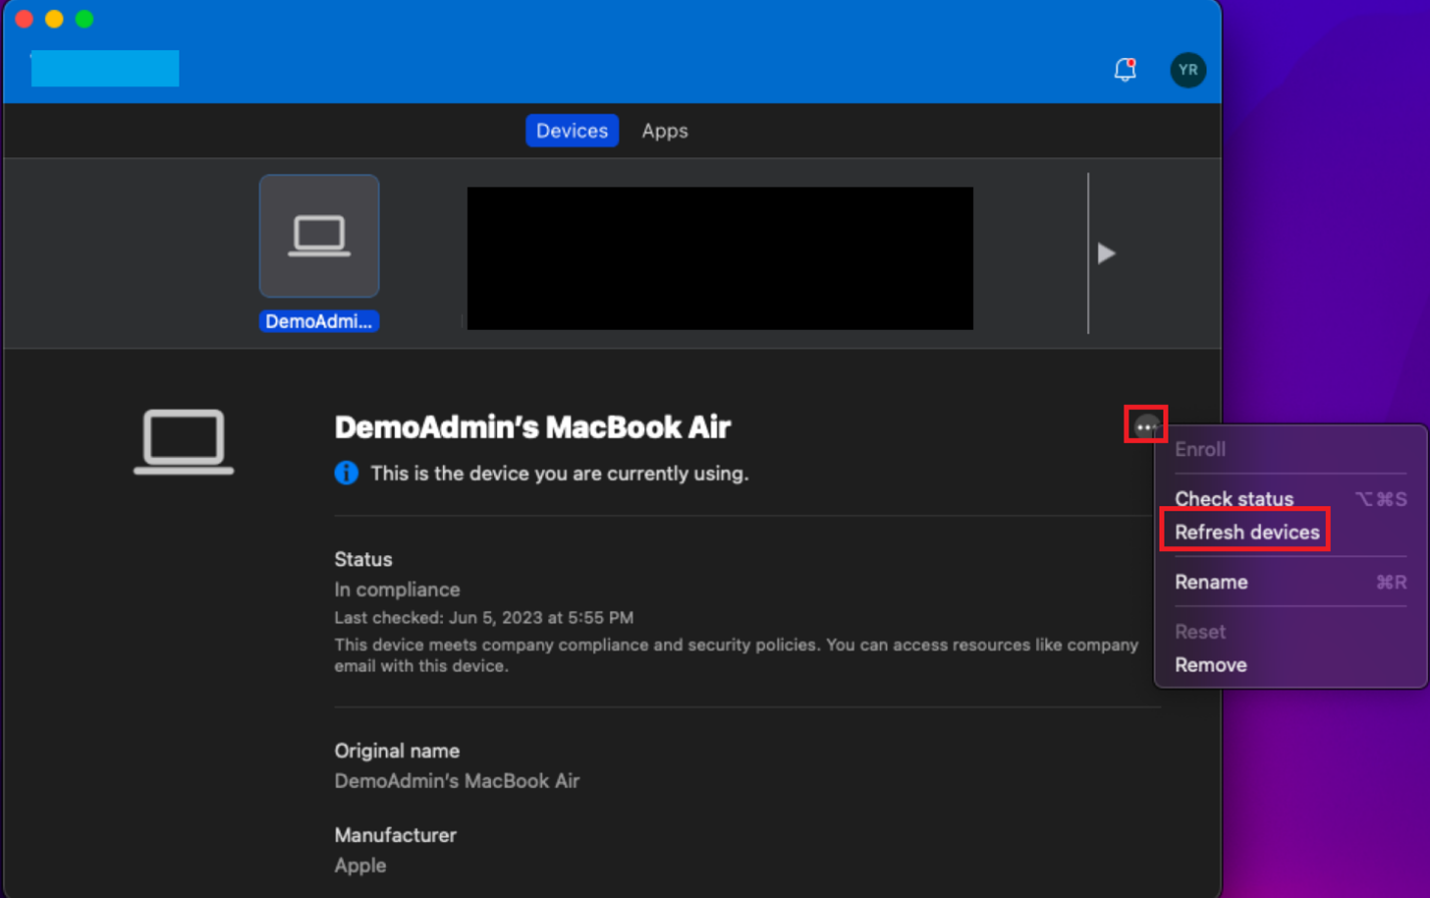 YR
Devices
Apps
DemoAdmi...
DemoAdmin's MacBook Air
This is the device you are currently using.
Status
In compliance
Last checked: Jun 5, 2023 at 5:55 PM
This device meets company compliance and security policies. You can access resources like company
email with this device.
Original name
DemoAdmin's MacBook Air
Manufacturer
Apple
Enroll
Check status ⌥⌘S
Refresh devices
Rename ⌘R
Reset
Remove